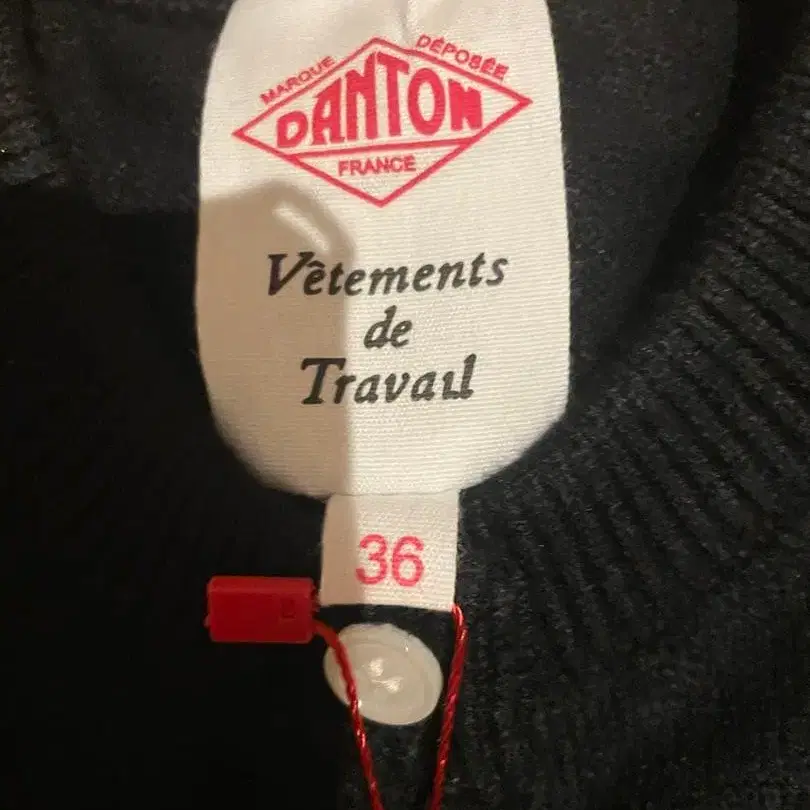 MARQUE DÉPOSÉE
DANTON
FRANCE
Vêtements
de
Travail
36